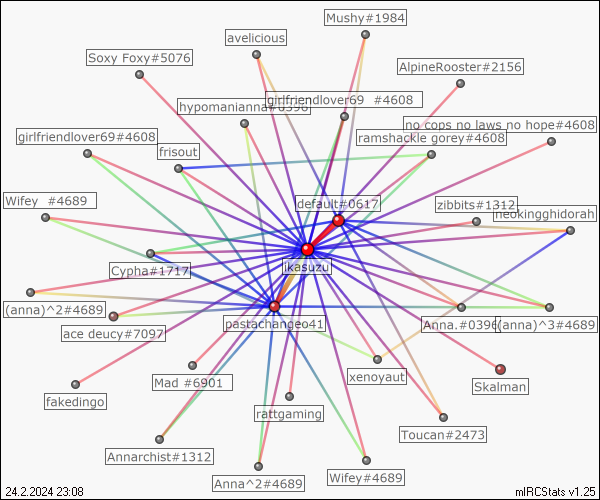 Mushy#1984
avelicious
Soxy Foxy#5076
AlpineRooster#2156
girlfriendlover69 #4608
hypomanianna#6396
no cops no laws no hope#4608
girlfriendlover69#4608
ramshackle gorey#4608
frisout
Wifey #4689
default#0617
zibbits#1312
neokingghidorah
ikasuzu
Cypha#1717
(anna)^2#4689
pastachangeo41
Anna.#0396
(anna)^3#4689
ace deucy#7097
xenoyaut
Mad #6901
Skalman
fakedingo
rattgaming
Toucan#2473
Annarchist#1312
Anna^2#4689
Wifey#4689
24.2.2024 23:08
mIRCStats v1.25